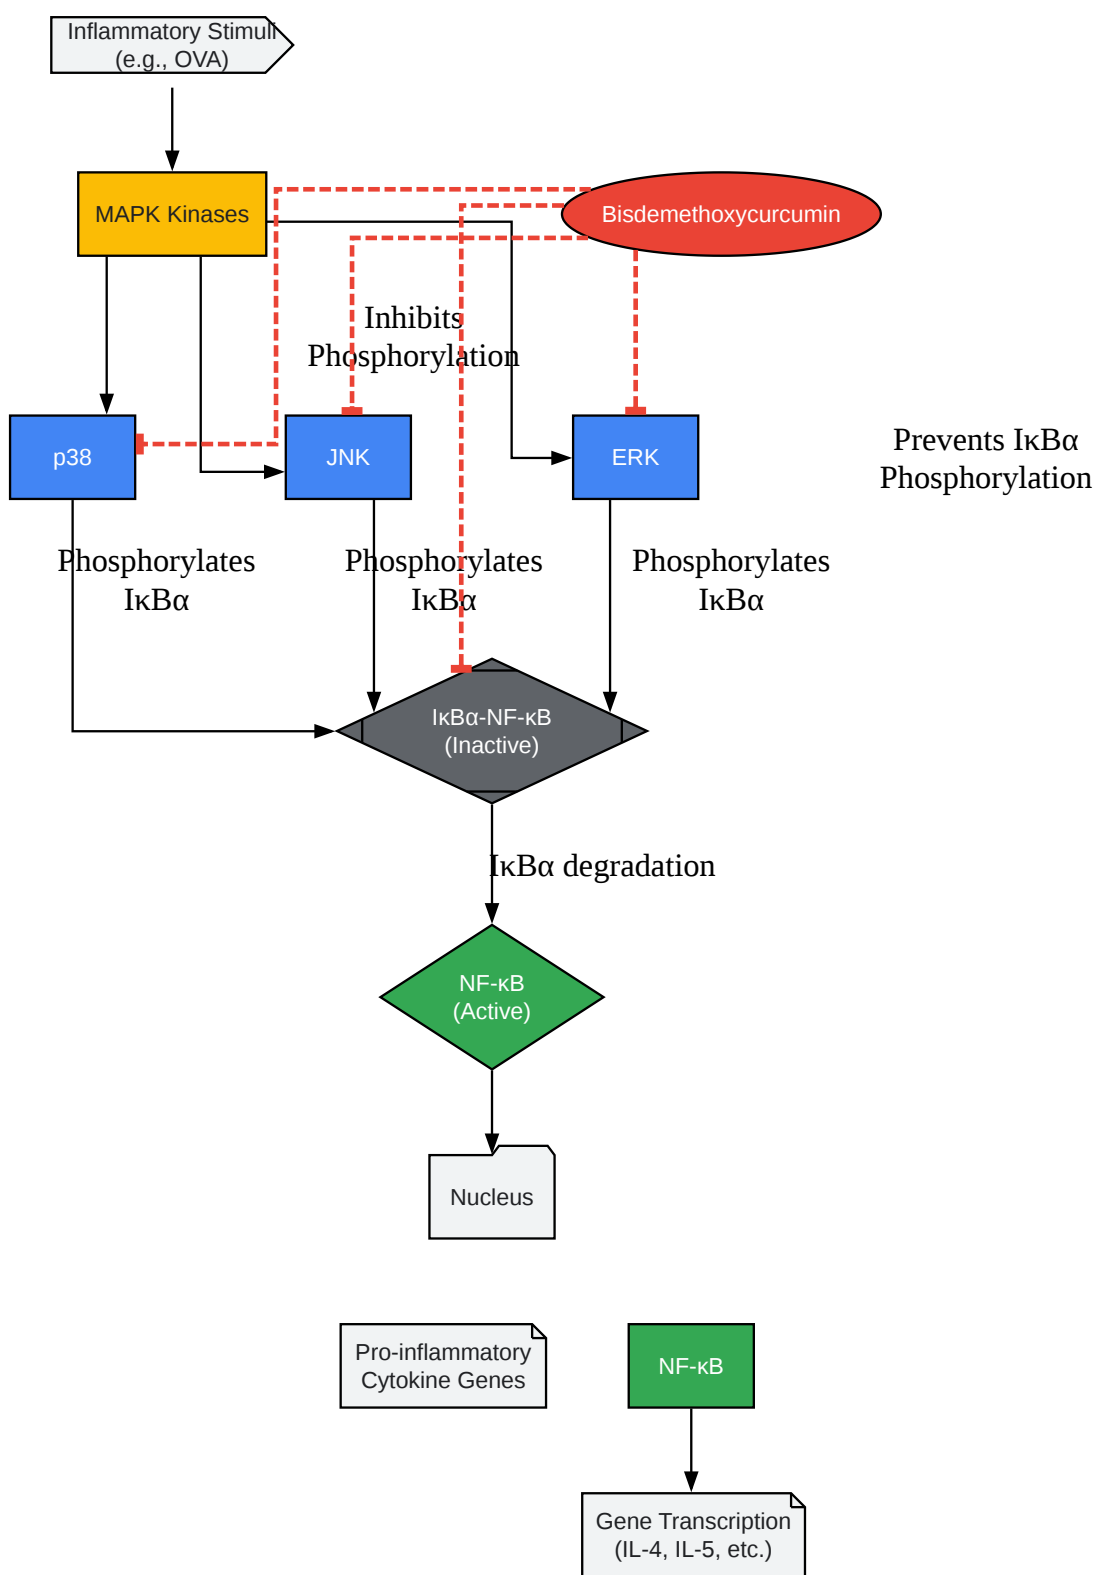 Inflammatory Stimuli
(e.g., OVA)
MAPK Kinases
Bisdemethoxycurcumin
Inhibits
Phosphorylation
p38
JNK
ERK
Prevents IκBα
Phosphorylation
Phosphorylates
IκBα
Phosphorylates
IκBα
Phosphorylates
IκBα
IκBα-NF-κB
(Inactive)
IκBα degradation
NF-κB
(Active)
Nucleus
Pro-inflammatory
Cytokine Genes
NF-κB
Gene Transcription
(IL-4, IL-5, etc.)